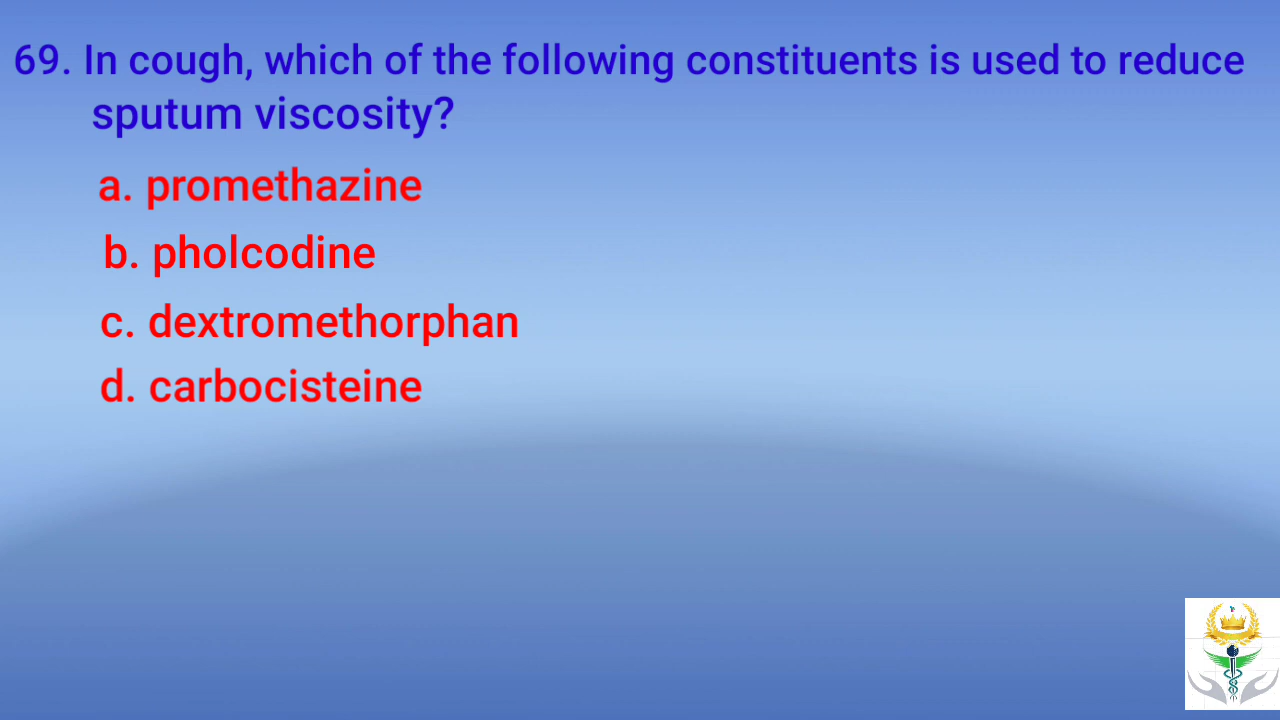 69. In cough, which of the following constituents is used to reduce
sputum viscosity?
a. promethazine
b. pholcodine
c. dextromethorphan
d. carbocisteine